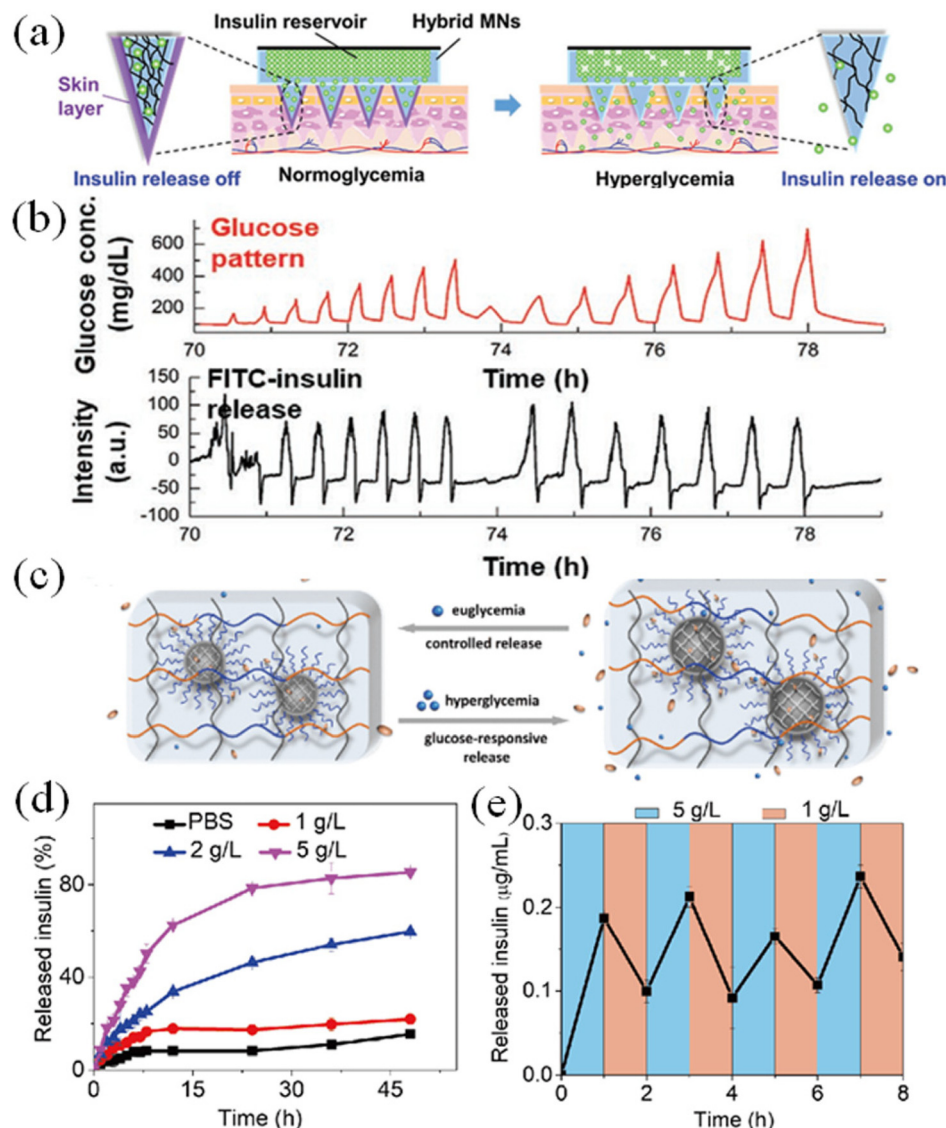 (a)
Insulin reservoir
Hybrid MNs
Skin
layer
Insulin release off
Normoglycemia
Hyperglycemia
Insulin release on
(b)
Glucose conc.
(mg/dL)
600
400
200
Glucose
pattern
70
72
74
76
78
Time (h)
Intensity
(a.u.)
150
100
50
0
-50
-100
FITC-insulin
release
70
72
74
76
78
Time (h)
(c)
euglycemia
controlled release
hyperglycemia
glucose-responsive
release
(d)
Released insulin (%)
80
40
0
PBS
1 g/L
2 g/L
5 g/L
0
15
30
45
Time (h)
(e)
5 g/L
1 g/L
Released insulin (μg/mL)
0.3
0.2
0.1
0.0
0
2
4
6
8
Time (h)